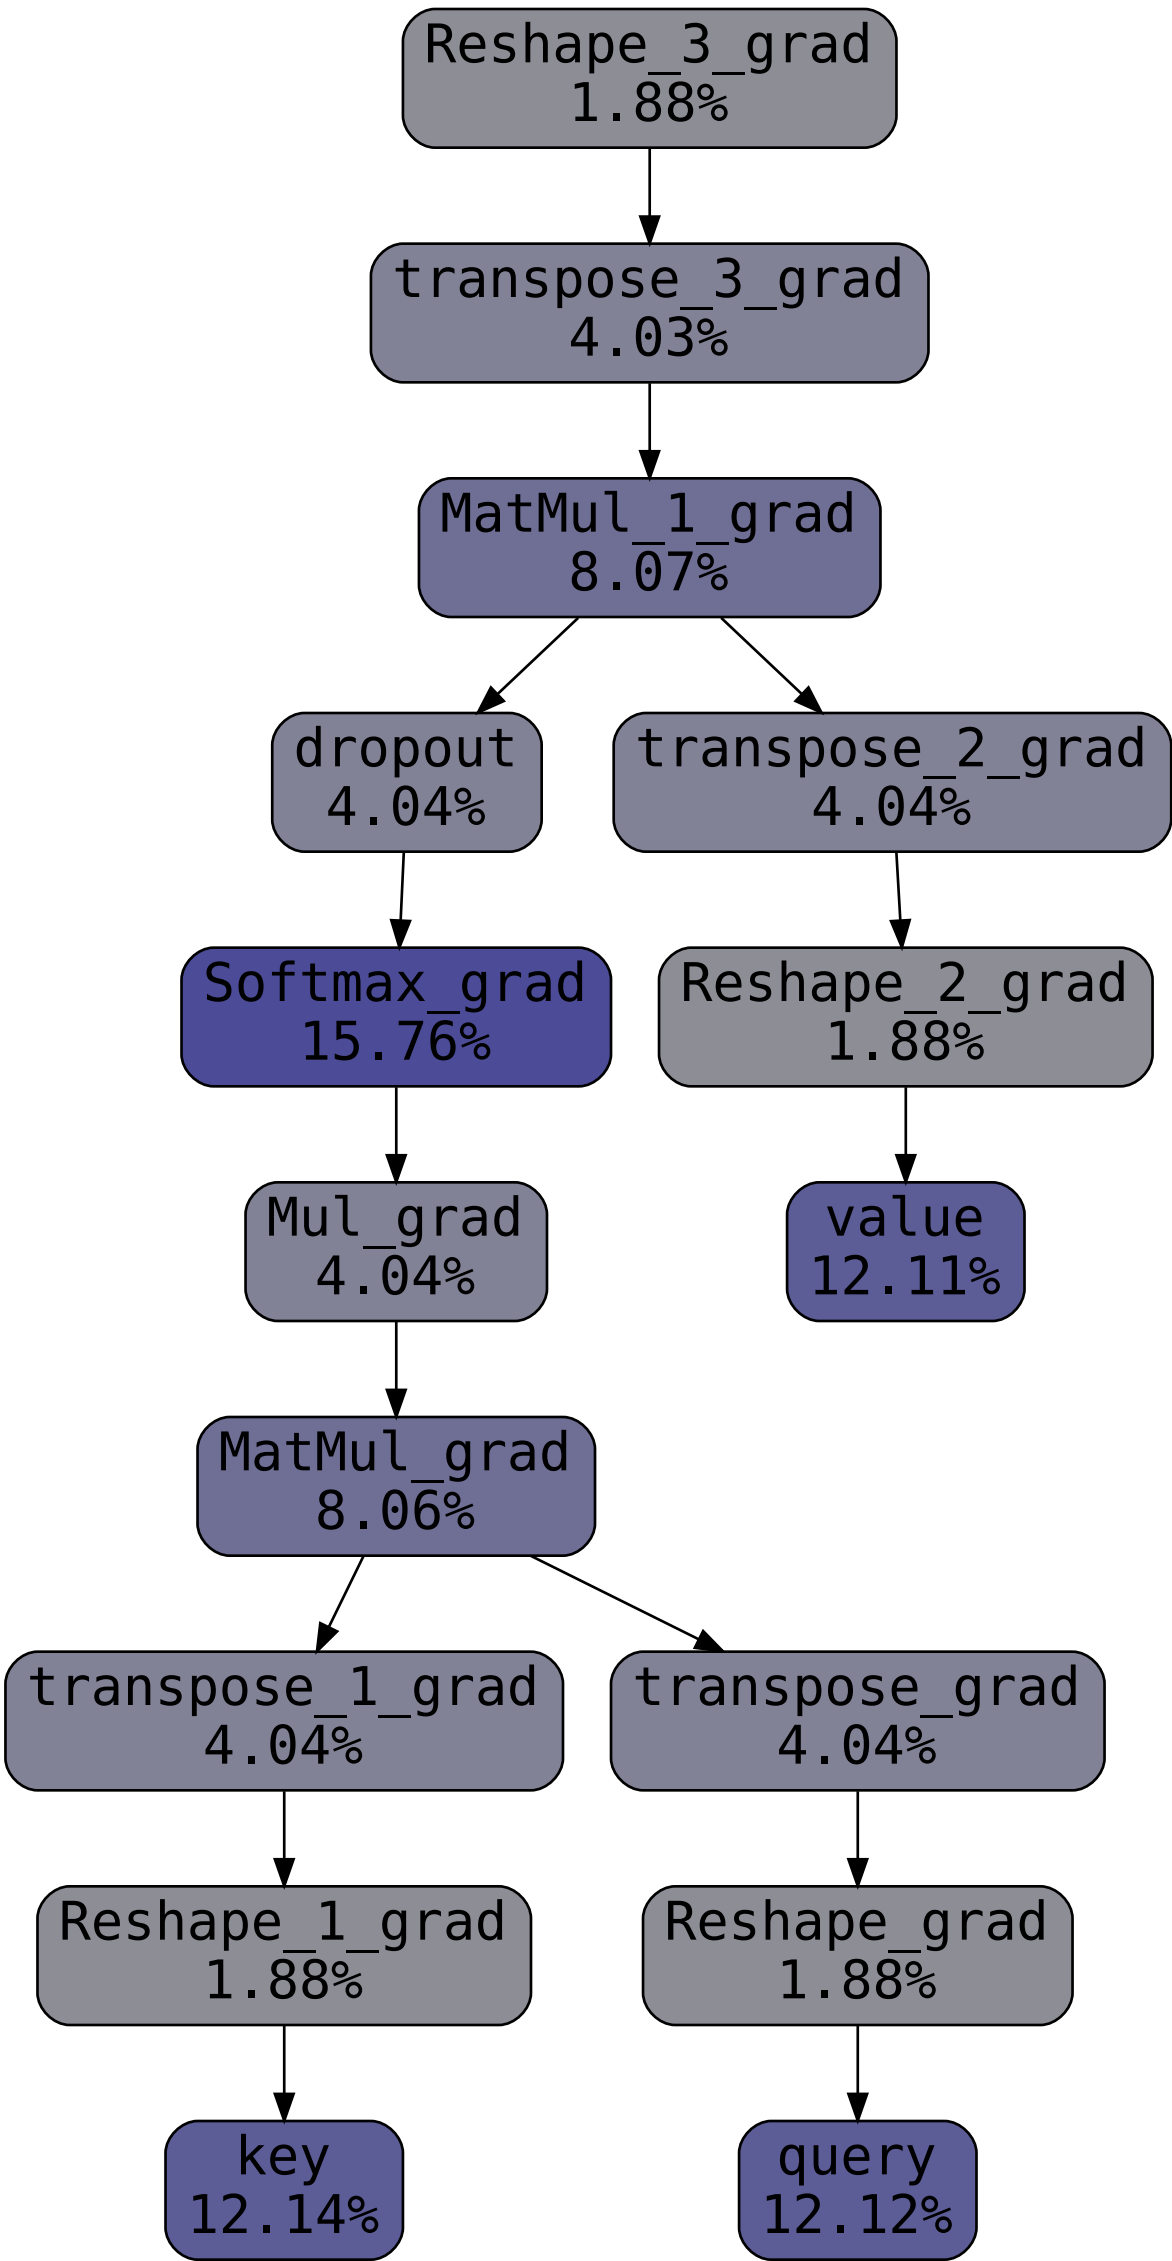 Reshape_3_grad
1.88%
transpose_3_grad
4.03%
MatMul_1_grad
8.07%
dropout
4.04%
transpose_2_grad
4.04%
Softmax_grad
15.76%
Reshape_2_grad
1.88%
Mul_grad
4.04%
value
12.11%
MatMul_grad
8.06%
transpose_1_grad
4.04%
transpose_grad
4.04%
Reshape_1_grad
1.88%
Reshape_grad
1.88%
key
12.14%
query
12.12%